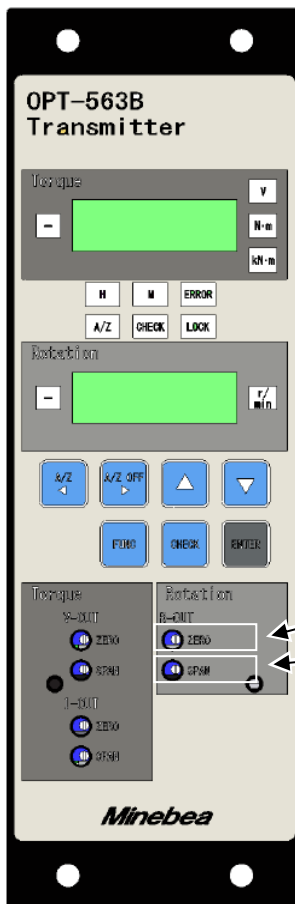 OPT-563B
Transmitter
Torque
V
-
N·m
kN·m
H M ERROR
A/Z CHECK LOCK
Rotation
-
r/
min
A/Z A/Z OFF
FUNC CHECK ENTER
Torque Rotation
V-OUT R-OUT
ZERO ZERO
SPAN SPAN
I-OUT
ZERO
SPAN
Minebea